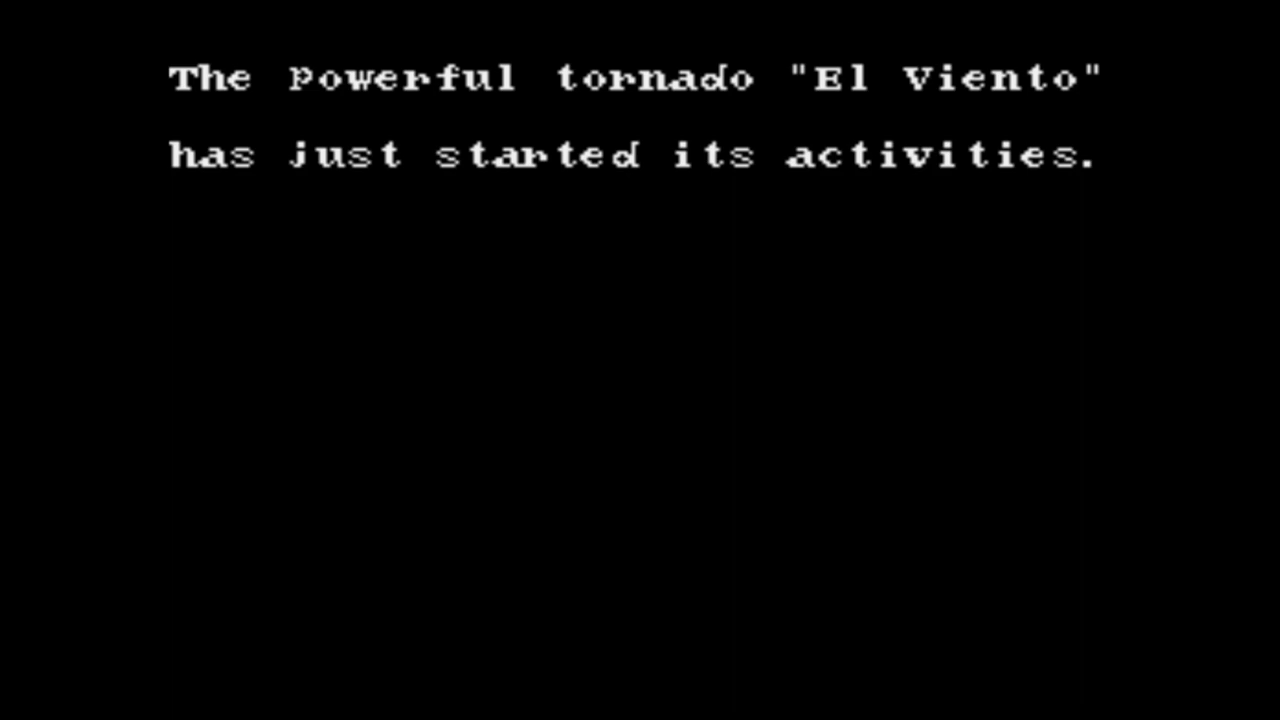 The powerful tornado "El Viento"
has just started its activities.